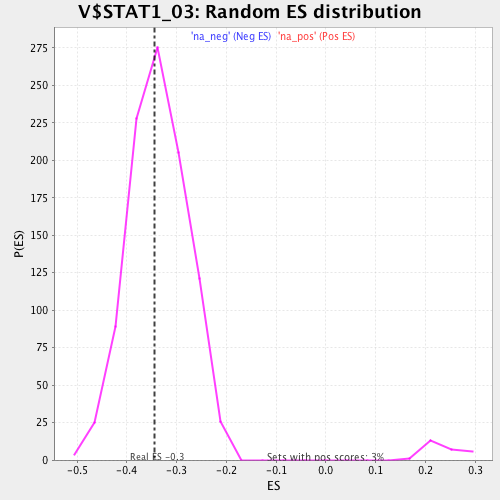 V$STAT1_03: Random ES distribution
'na_neg' (Neg ES) 'na_pos' (Pos ES)
275
250
225
200
175
150
125
100
75
50
25
0
P(ES)
Real ES -0.3
Sets with pos scores: 3%
-0.5 -0.4 -0.3 -0.2 -0.1 0.0 0.1 0.2 0.3
ES